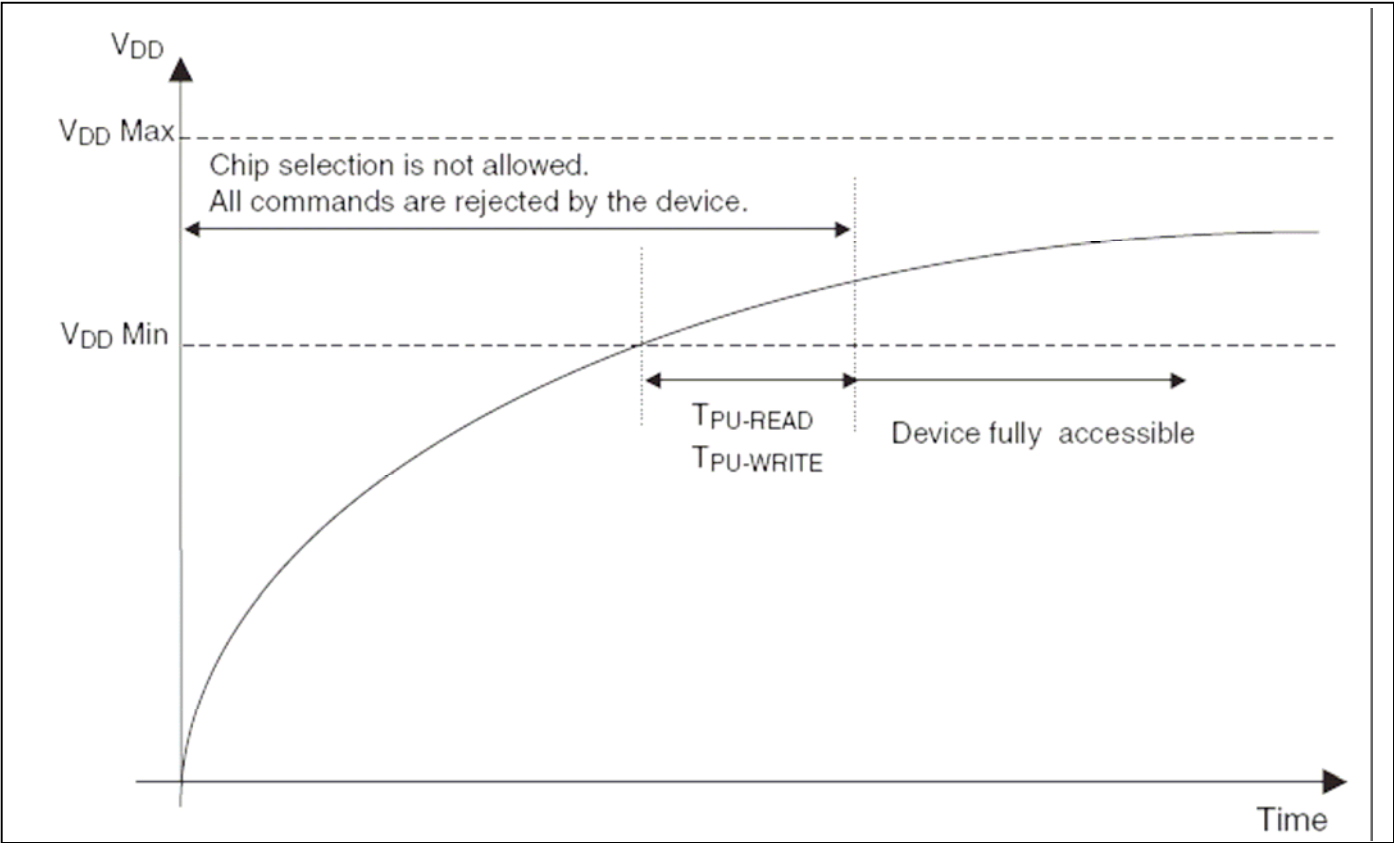 VDD
VDD Max
Chip selection is not allowed.
All commands are rejected by the device.
VDD Min
TPU-READ
TPU-WRITE
Device fully accessible
Time